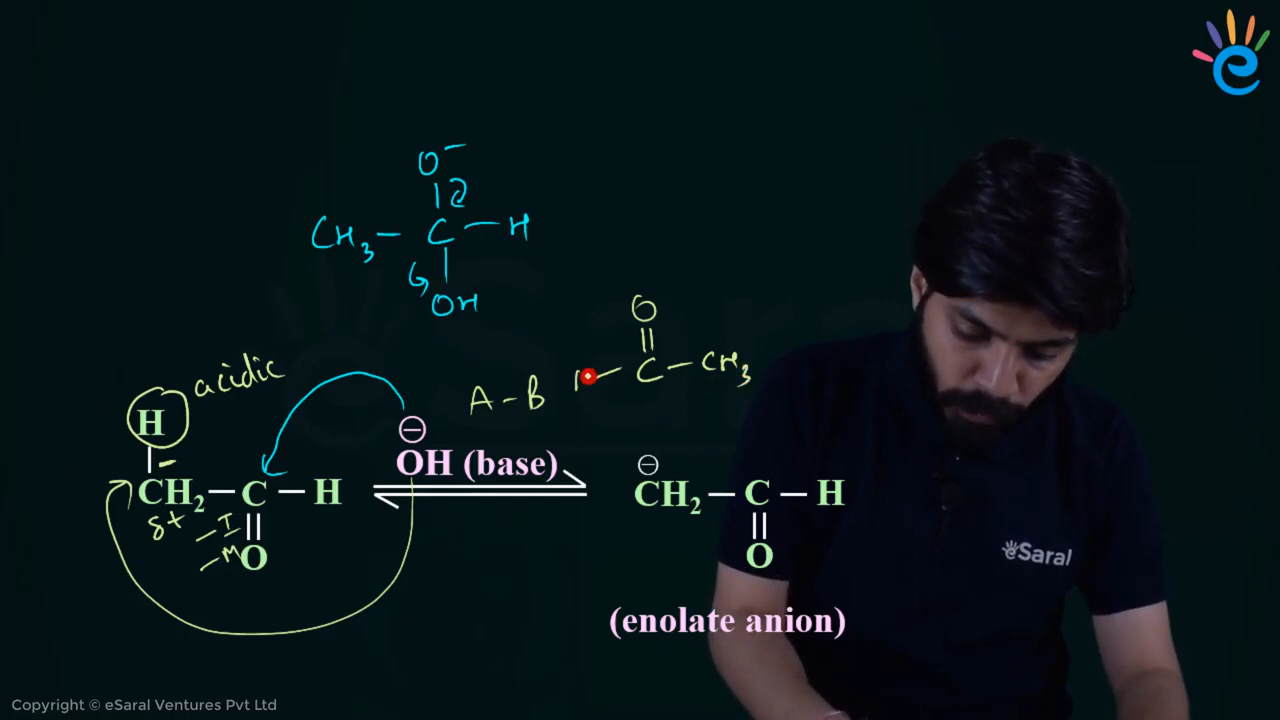 O⁻
CH₃ – C – H
OH
O
C – CH₃
A – B
acidic
H
⊖
OH (base)
CH₂ – C – H
δ+ – I
– M
O
⊖
CH₂ – C – H
O
(enolate anion)
eSaral
Copyright © eSaral Ventures Pvt Ltd